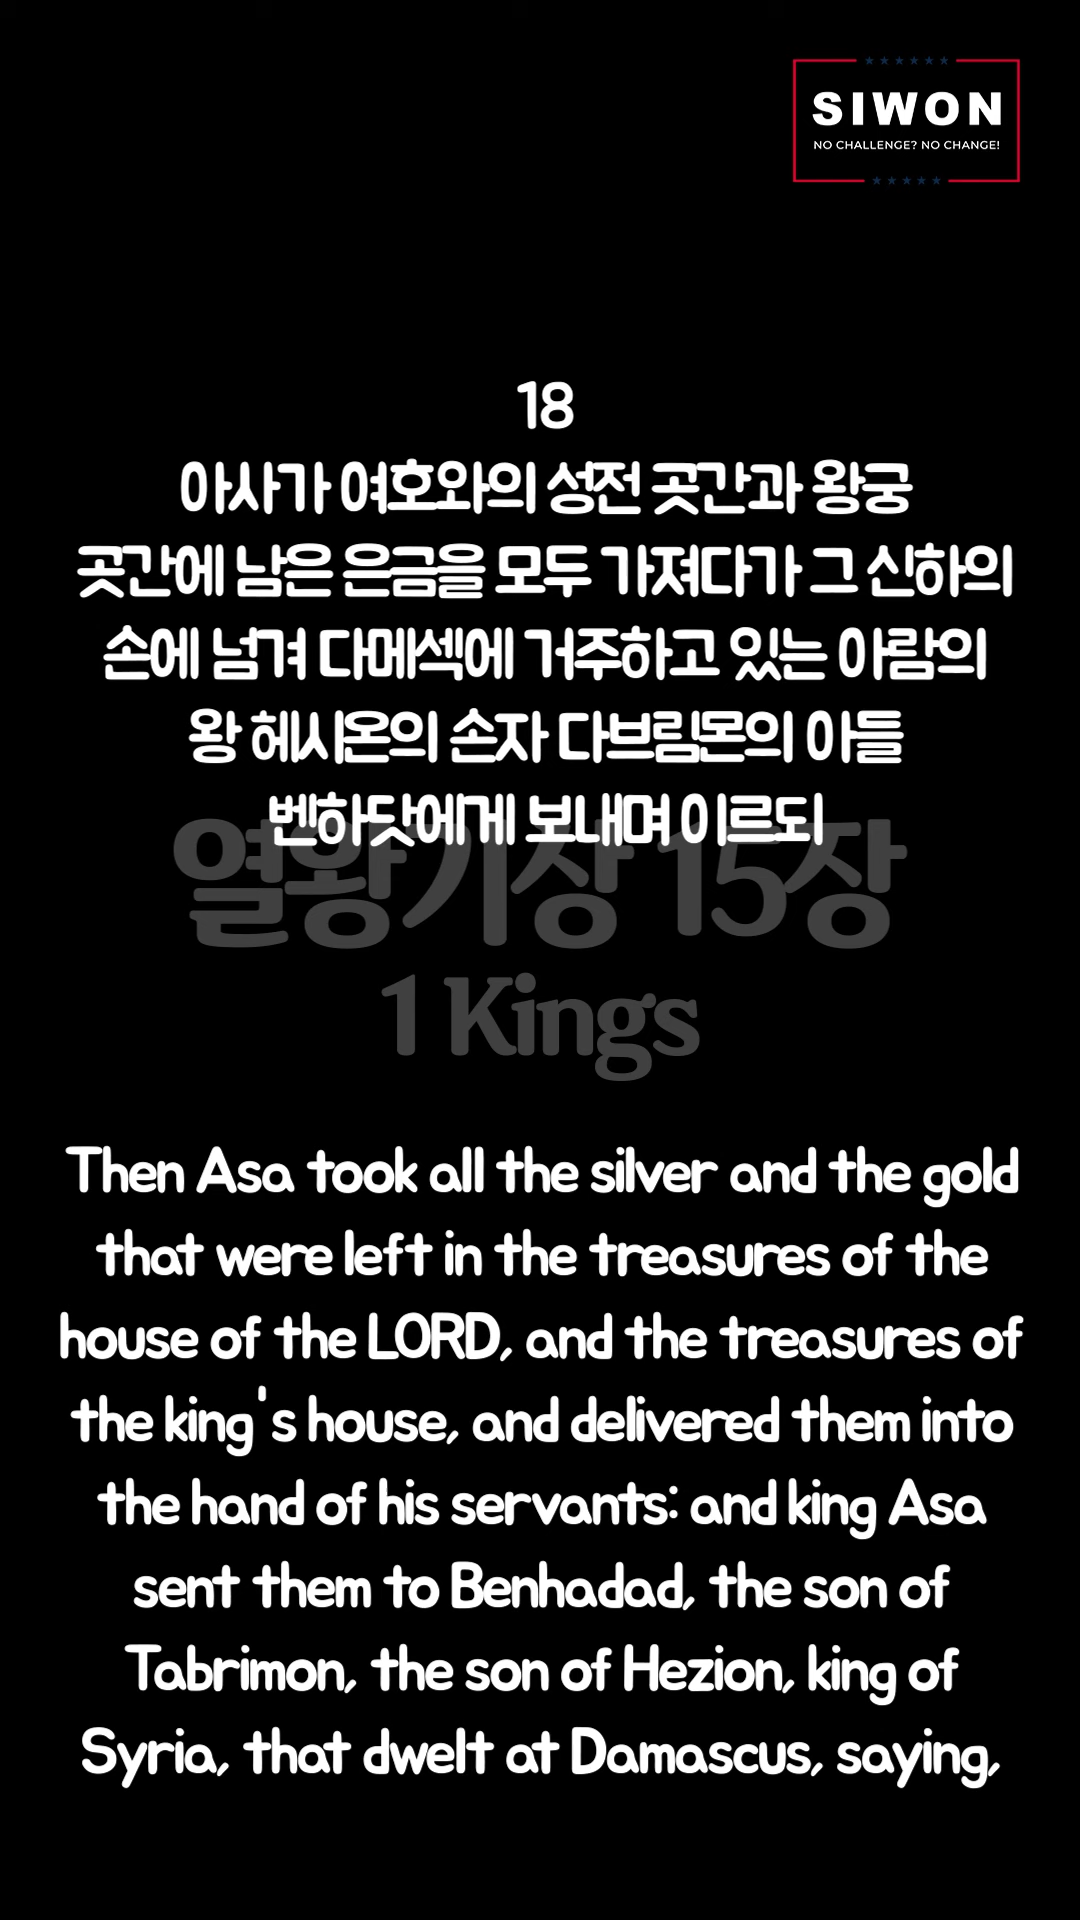 SIWON
NO CHALLENGE? NO CHANGE!
18
아사가 여호와의 성전 곳간과 왕궁
곳간에 남은 은금을 모두 가져다가 그 신하의
손에 넘겨 다메섹에 거주하고 있는 아람의
왕 헤시온의 손자 다브림몬의 아들
벤하닷에게 보내며 이르되
열왕기상 15장
1 Kings
Then Asa took all the silver and the gold
that were left in the treasures of the
house of the LORD, and the treasures of
the king's house, and delivered them into
the hand of his servants: and king Asa
sent them to Benhadad, the son of
Tabrimon, the son of Hezion, king of
Syria, that dwelt at Damascus, saying,